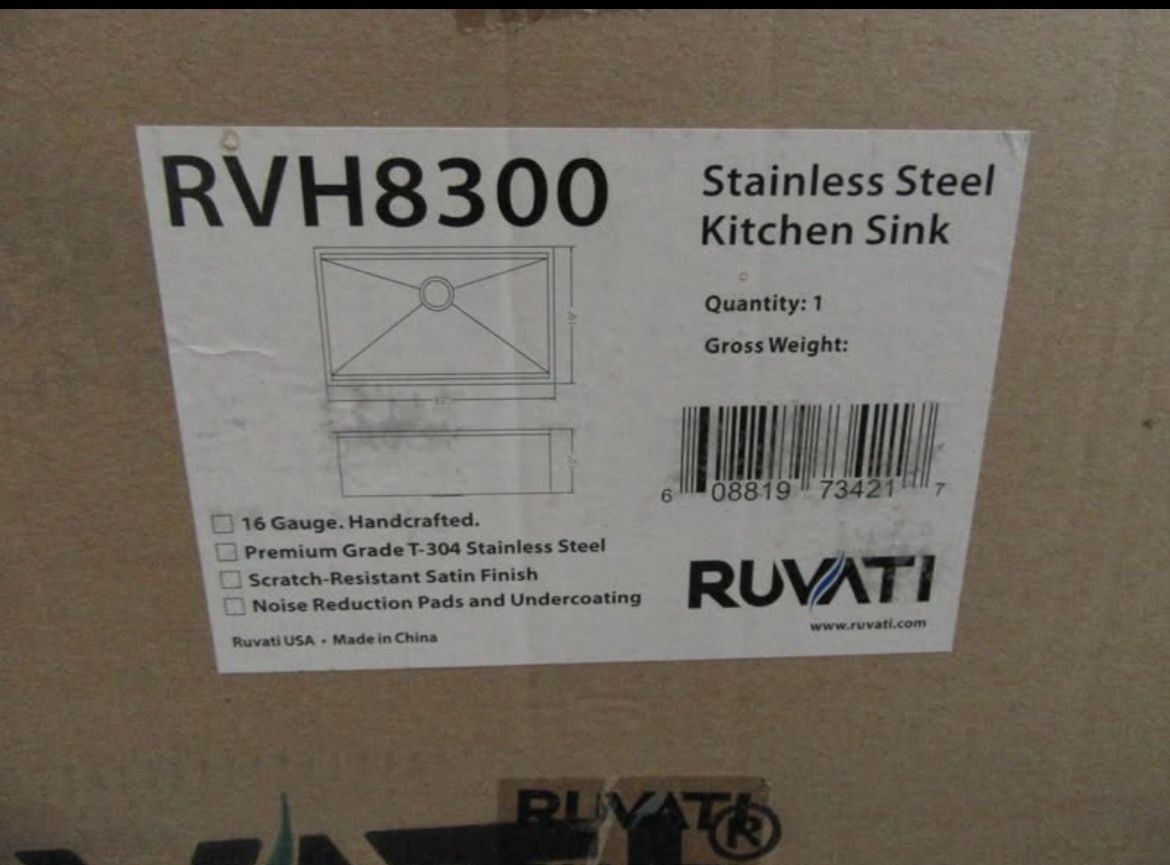 RVH8300
Stainless Steel
Kitchen Sink
Quantity: 1
Gross Weight:
6 08819 73421 7
16 Gauge. Handcrafted.
Premium Grade T-304 Stainless Steel
Scratch-Resistant Satin Finish
Noise Reduction Pads and Undercoating
Ruvati USA • Made in China
RUVATI
www.ruvati.com
RUVATI
®